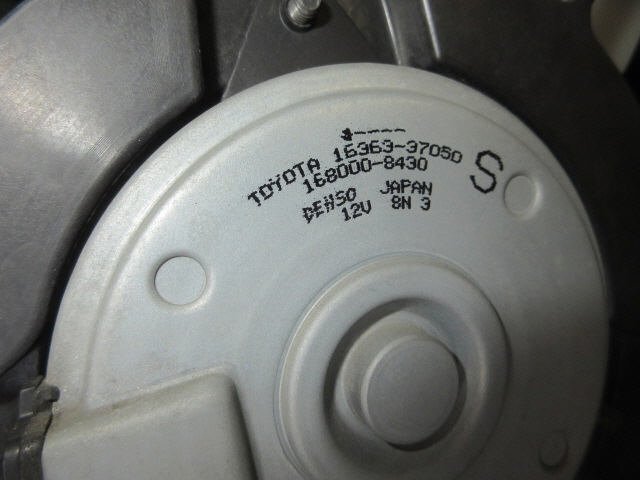 TOYOTA 16363-37050
168000-8430
S
DENSO JAPAN
12V 8N 3